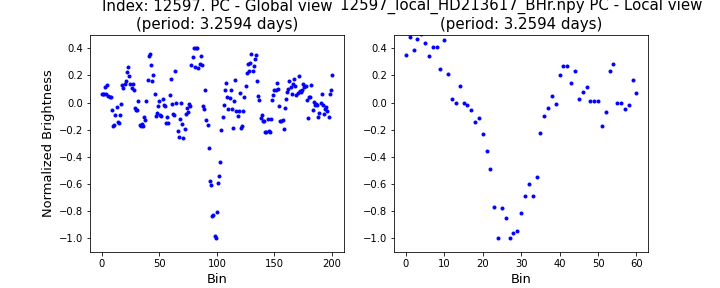 Index: 12597. PC - Global view
(period: 3.2594 days)
12597_local_HD213617_BHr.npy PC - Local view
(period: 3.2594 days)
Normalized Brightness
0.4
0.2
0.0
−0.2
−0.4
−0.6
−0.8
−1.0
0 50 100 150 200
Bin
0.4
0.2
0.0
−0.2
−0.4
−0.6
−0.8
−1.0
0 20 40 60
Bin